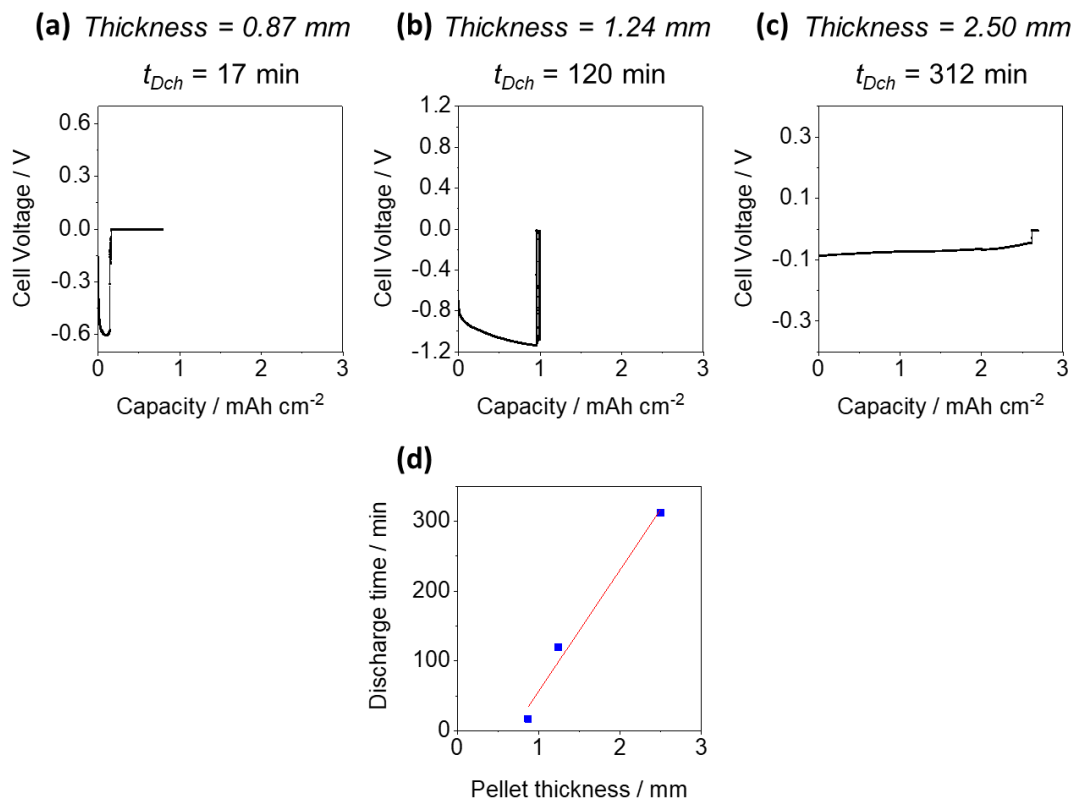 (a) Thickness = 0.87 mm
t_Dch = 17 min
0.6
0.3
0.0
-0.3
-0.6
0
1
2
3
Cell Voltage / V
Capacity / mAh cm⁻²
(b) Thickness = 1.24 mm
t_Dch = 120 min
1.2
0.8
0.4
0.0
-0.4
-0.8
-1.2
0
1
2
3
Cell Voltage / V
Capacity / mAh cm⁻²
(c) Thickness = 2.50 mm
t_Dch = 312 min
0.3
0.1
-0.1
-0.3
0
1
2
3
Cell Voltage / V
Capacity / mAh cm⁻²
(d)
300
200
100
0
0
1
2
3
Discharge time / min
Pellet thickness / mm